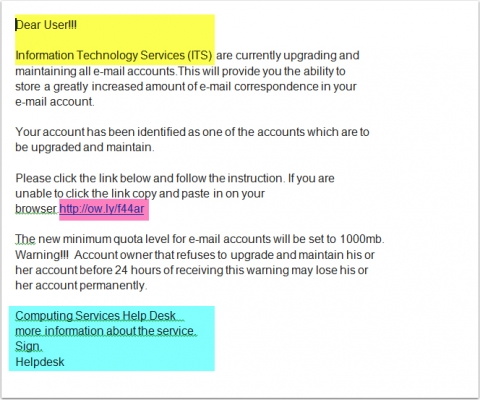 Dear User!!!
Information Technology Services (ITS) are currently upgrading and
maintaining all e-mail accounts.This will provide you the ability to
store a greatly increased amount of e-mail correspondence in your
e-mail account.
Your account has been identified as one of the accounts which are to
be upgraded and maintain.
Please click the link below and follow the instruction. If you are
unable to click the link copy and paste in on your
browser.http://ow.ly/f44ar
The new minimum quota level for e-mail accounts will be set to 1000mb.
Warning!!!  Account owner that refuses to upgrade and maintain his or
her account before 24 hours of receiving this warning may lose his or
her account permanently.
Computing Services Help Desk
more information about the service.
Sign.
Helpdesk